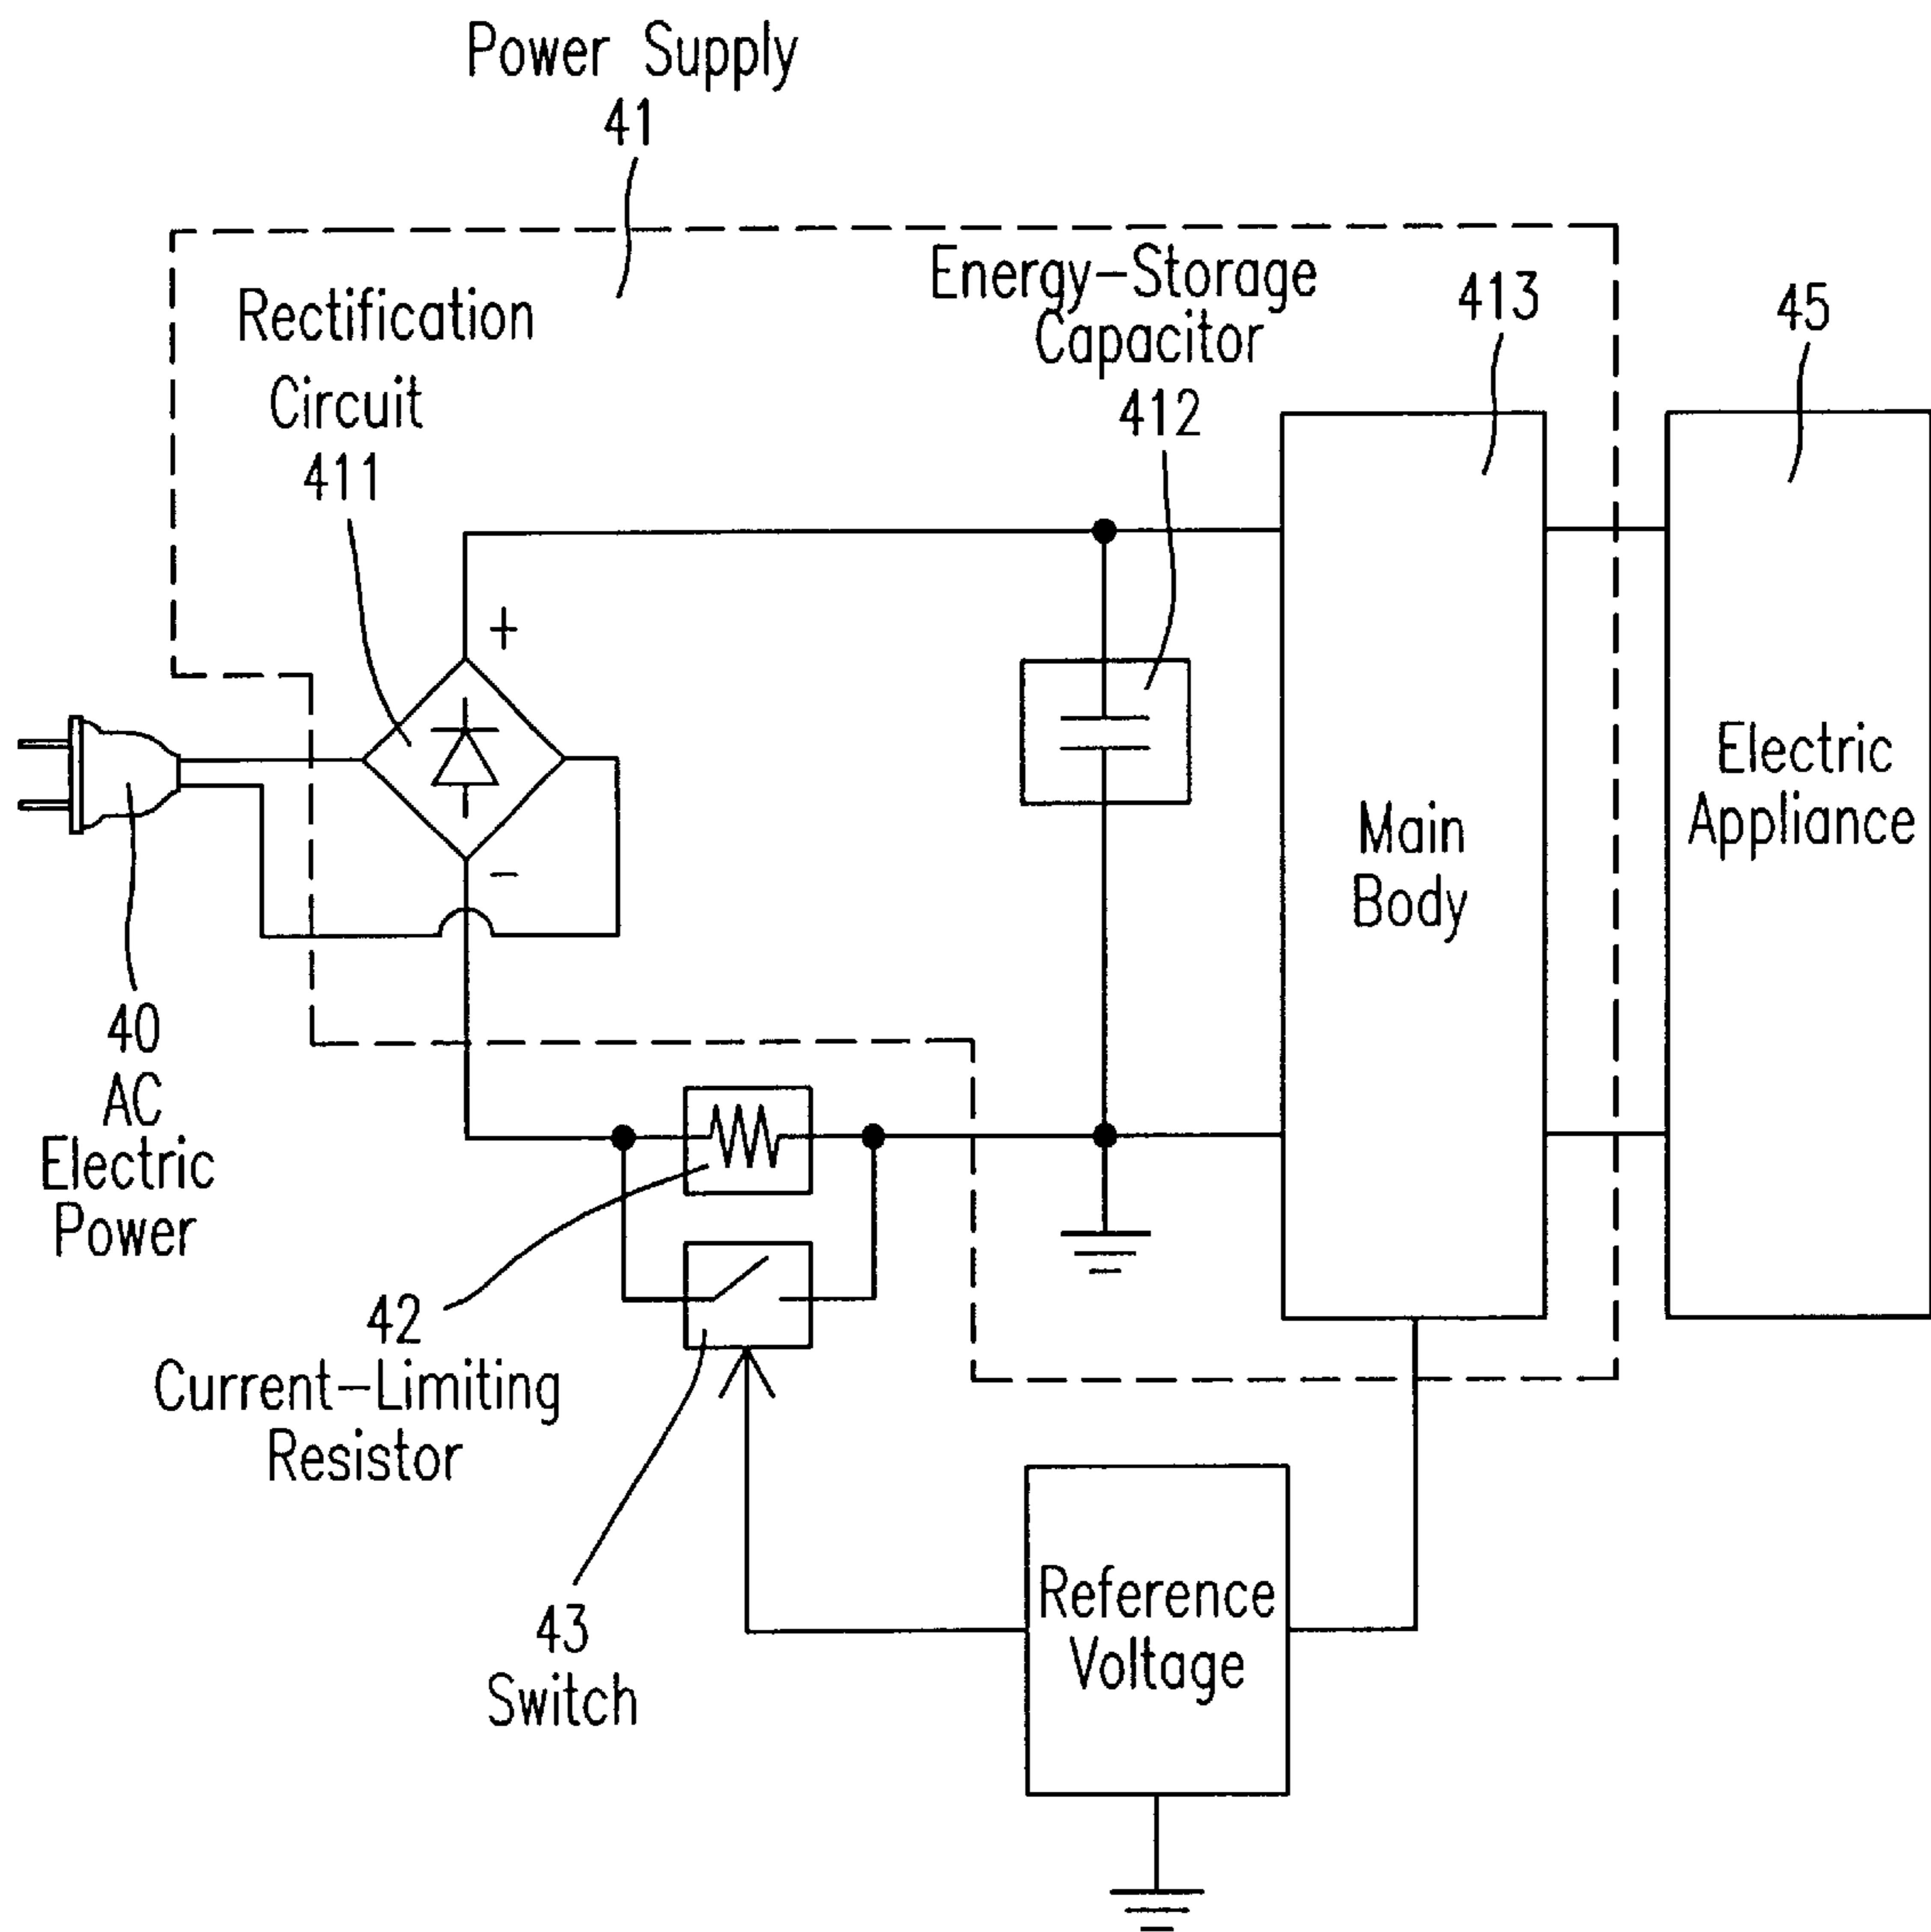 Power Supply
41
Rectification
Circuit
411
Energy-Storage
Capacitor
412
413
45
+
−
Main
Body
Electric
Appliance
40
AC
Electric
Power
42
Current-Limiting
Resistor
43
Switch
Reference
Voltage